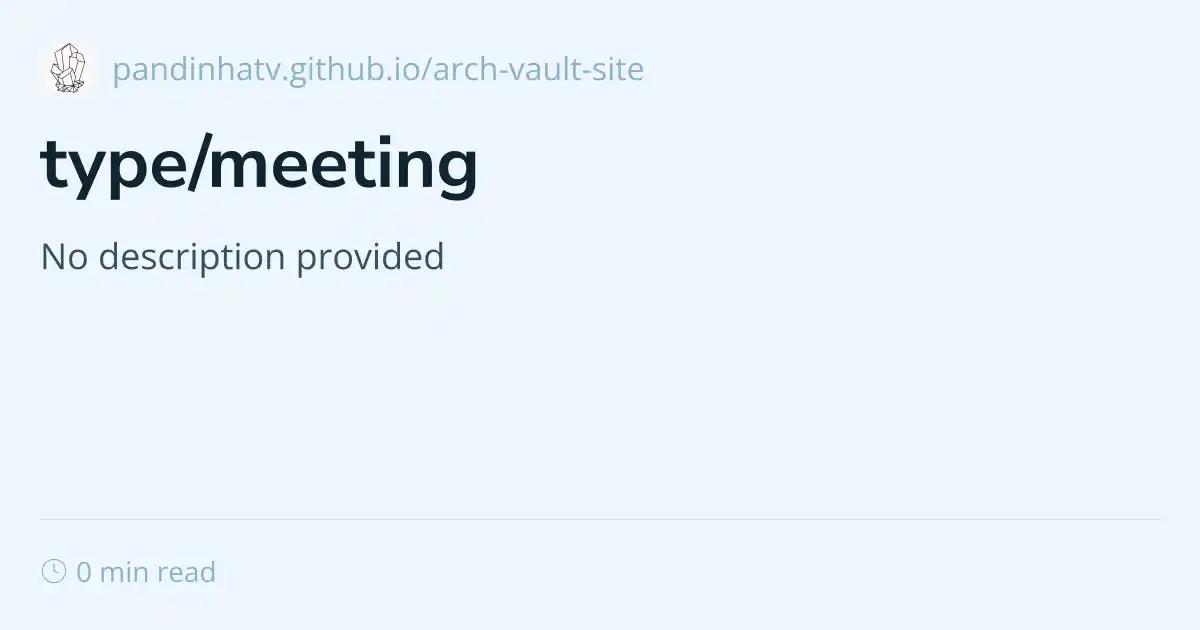 pandinhatv.github.io/arch-vault-site
type/meeting
No description provided
0 min read